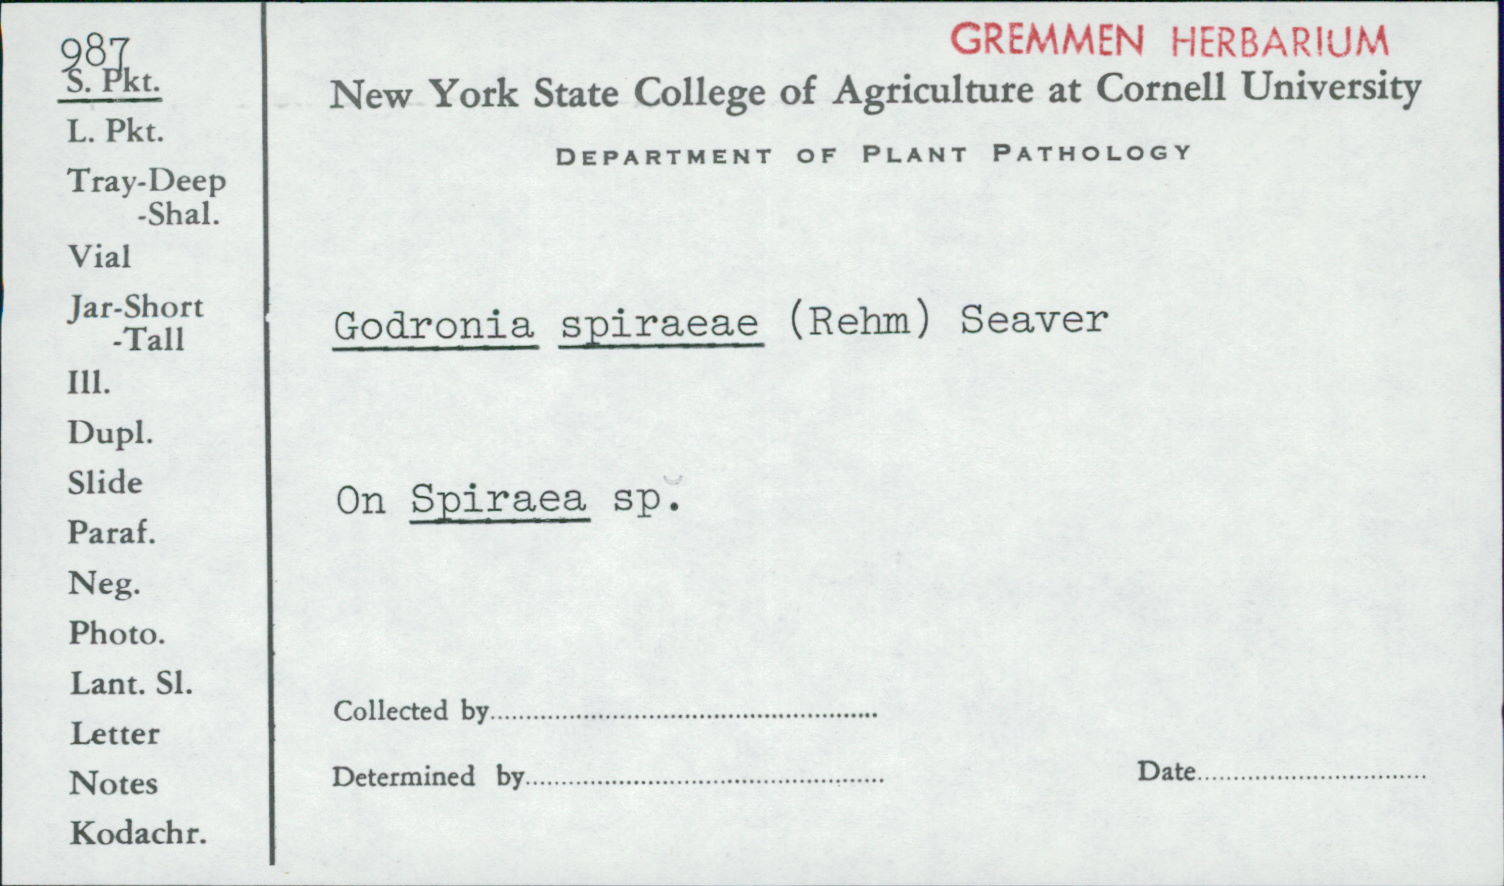 987
S. Pkt.
L. Pkt.
Tray-Deep
-Shal.
Vial
Jar-Short
-Tall
Ill.
Dupl.
Slide
Paraf.
Neg.
Photo.
Lant. Sl.
Letter
Notes
Kodachr.
GREMMEN HERBARIUM
New York State College of Agriculture at Cornell University
DEPARTMENT OF PLANT PATHOLOGY
Godronia spiraeae (Rehm) Seaver
On Spiraea sp.
Collected by
Determined by
Date